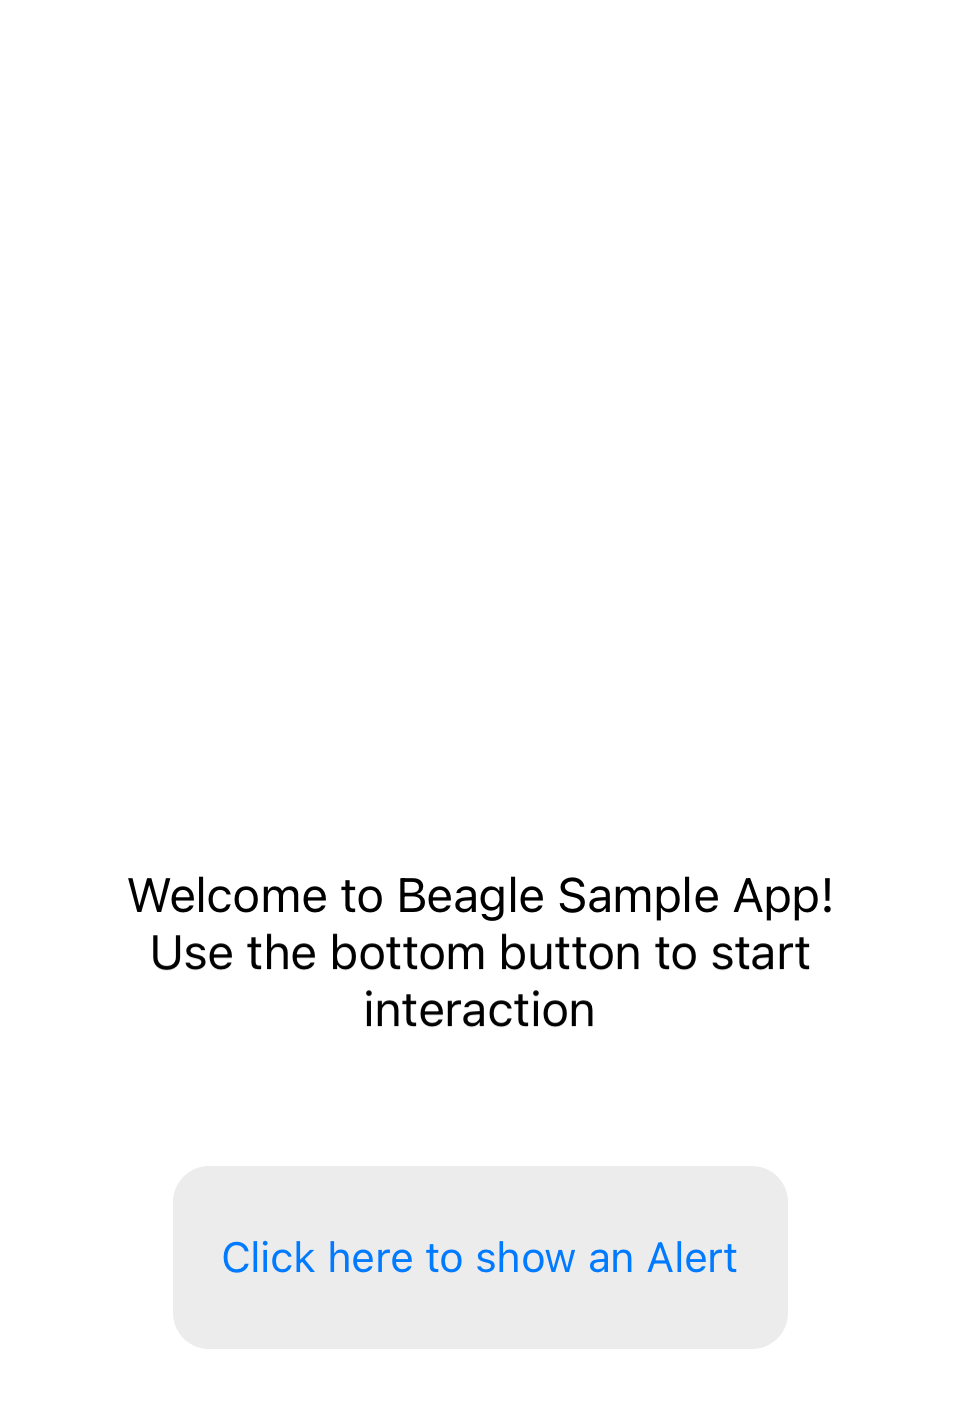 Welcome to Beagle Sample App!
Use the bottom button to start
interaction
Click here to show an Alert